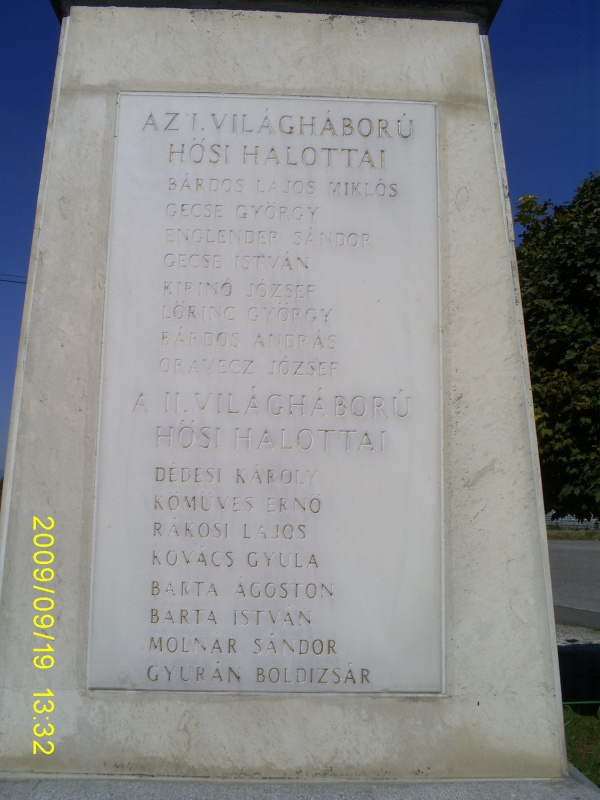 AZ I. VILÁGHÁBORÚ
HŐSI HALOTTAI
BÁRDOS LAJOS MIKLÓS
GECSE GYÖRGY
ENGLENDER SÁNDOR
GECSE ISTVÁN
KIRINÓ JÓZSEF
LŐRINC GYÖRGY
BÁRDOS ANDRÁS
ORAVECZ JÓZSEF
A II. VILÁGHÁBORÚ
HŐSI HALOTTAI
DÉDESI KÁROLY
KŐMŰVES ERNŐ
RÁKOSI LAJOS
KOVÁCS GYULA
BARTA ÁGOSTON
BARTA ISTVÁN
MOLNÁR SÁNDOR
GYURÁN BOLDIZSÁR
2009/09/19 13:32